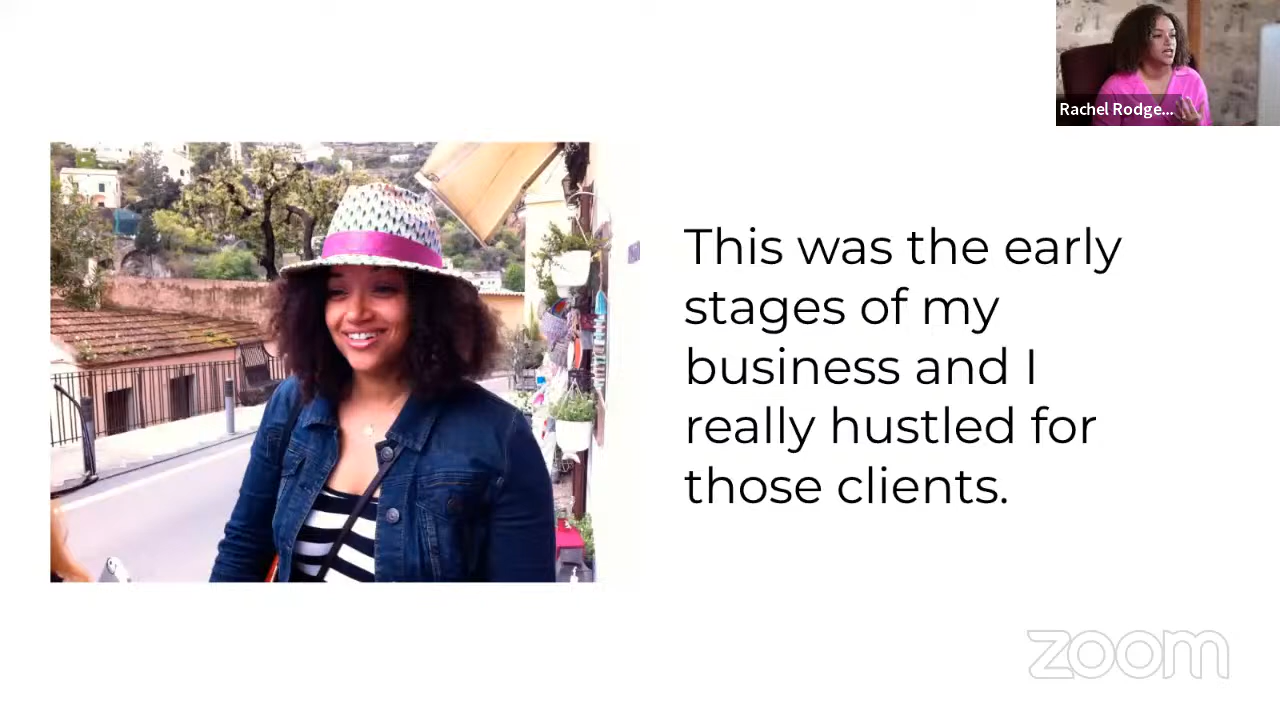 Rachel Rodge...
This was the early
stages of my
business and I
really hustled for
those clients.
zoom